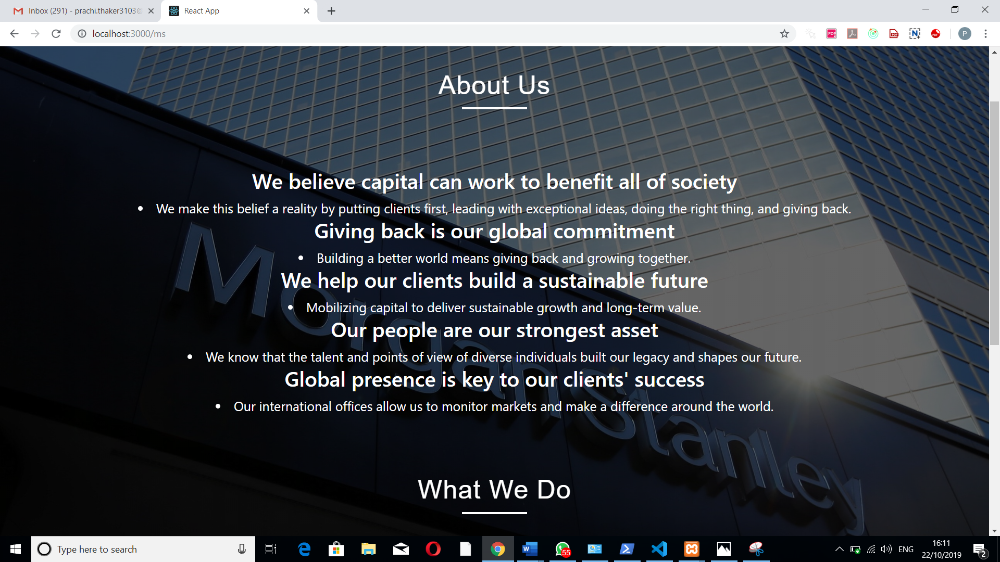 Inbox (291) - prachi.thaker3103@
React App
localhost:3000/ms
P
About Us
We believe capital can work to benefit all of society
• We make this belief a reality by putting clients first, leading with exceptional ideas, doing the right thing, and giving back.
Giving back is our global commitment
• Building a better world means giving back and growing together.
We help our clients build a sustainable future
• Mobilizing capital to deliver sustainable growth and long-term value.
Our people are our strongest asset
• We know that the talent and points of view of diverse individuals built our legacy and shapes our future.
Global presence is key to our clients' success
• Our international offices allow us to monitor markets and make a difference around the world.
Morgan Stanley
What We Do
Type here to search
55
ENG
16:11
22/10/2019
2